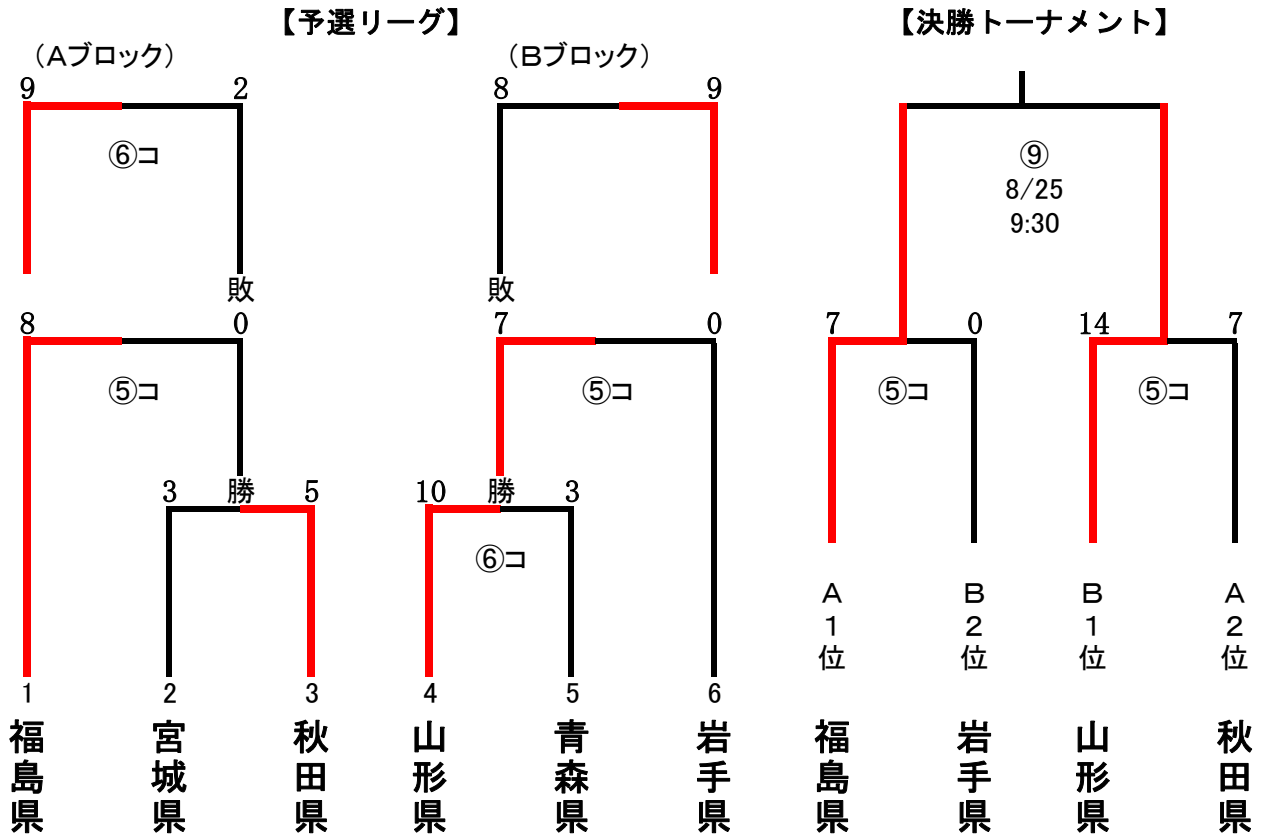 【予選リーグ】
【決勝トーナメント】
（Aブロック）
（Bブロック）
9 2
8 9
⑥コ
⑨
8/25
9:30
敗
敗
8 0
7 0
7 0
14 7
⑤コ
⑤コ
⑤コ
⑤コ
3 勝 5
10 勝 3
⑥コ
A1位
B2位
B1位
A2位
1
2
3
4
5
6
福島県
宮城県
秋田県
山形県
青森県
岩手県
福島県
岩手県
山形県
秋田県